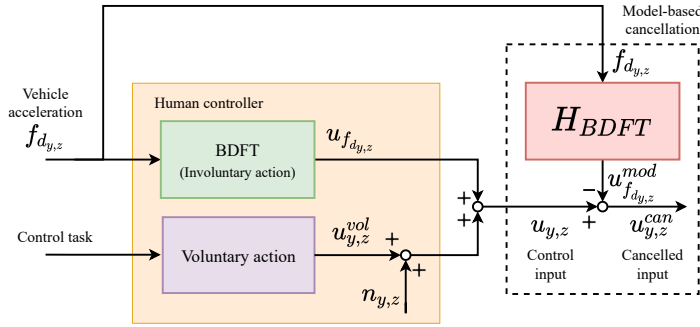 Model-based
cancellation
Vehicle
acceleration
$f_{d_{y,z}}$
Human controller
BDFT
(Involuntary action)
$u_{f_{d_{y,z}}}$
$f_{d_{y,z}}$
$H_{BDFT}$
$u^{mod}_{f_{d_{y,z}}}$
−
+
+
+
Control task
Voluntary action
$u^{vol}_{y,z}$
+
+
$n_{y,z}$
$u_{y,z}$
Control
input
$u^{can}_{y,z}$
Cancelled
input